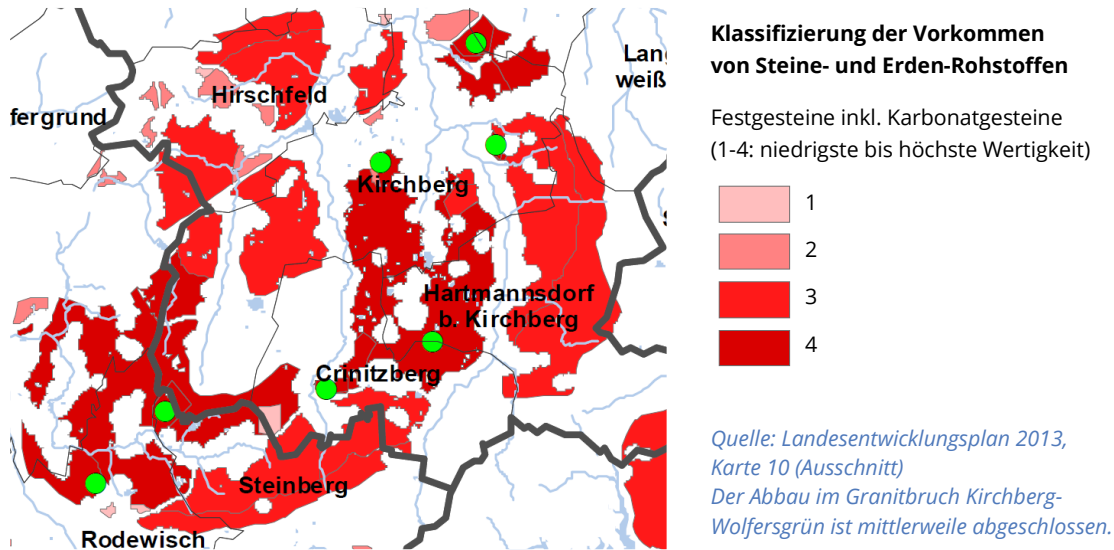 Lang
weiß
Hirschfeld
fergrund
Kirchberg
Hartmannsdorf
b. Kirchberg
Crinitzberg
Steinberg
Rodewisch
Klassifizierung der Vorkommen
von Steine- und Erden-Rohstoffen
Festgesteine inkl. Karbonatgesteine
(1-4: niedrigste bis höchste Wertigkeit)
1
2
3
4
Quelle: Landesentwicklungsplan 2013,
Karte 10 (Ausschnitt)
Der Abbau im Granitbruch Kirchberg-
Wolfersgrün ist mittlerweile abgeschlossen.